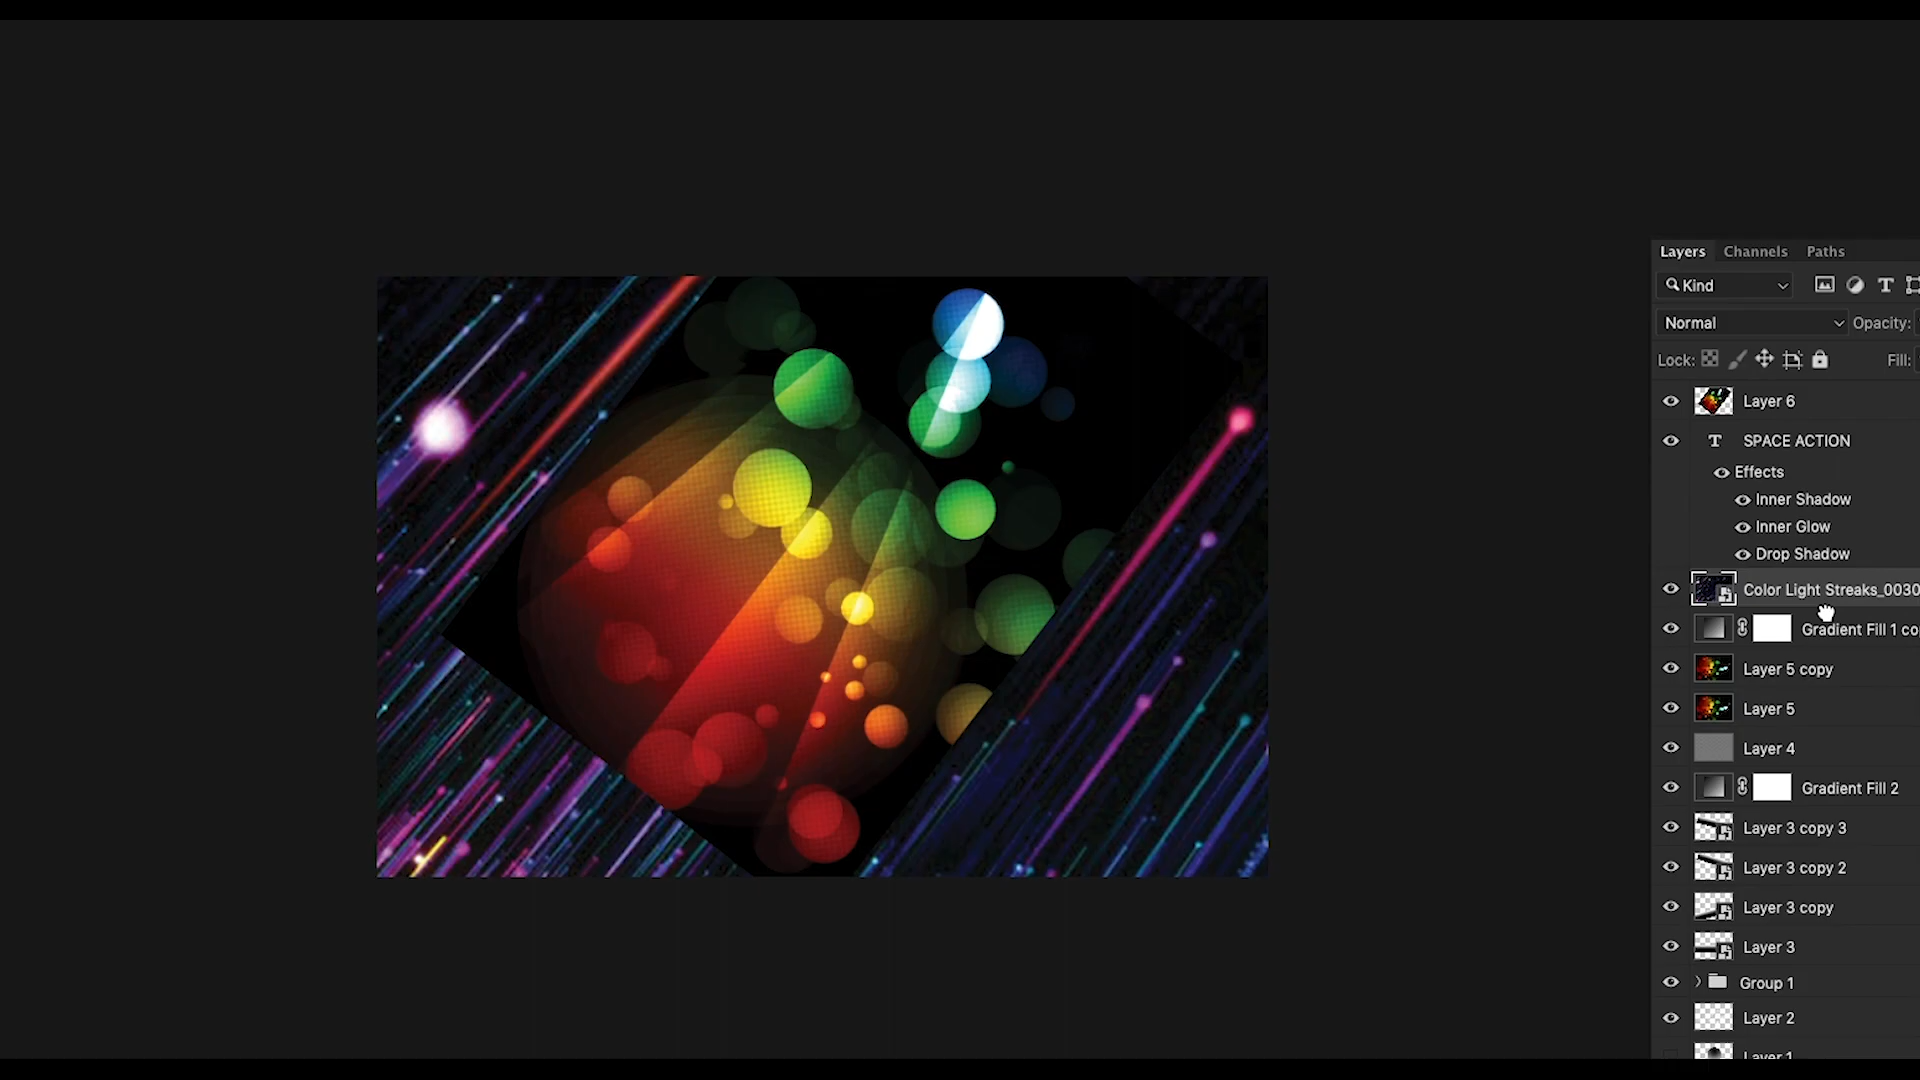 Layers Channels Paths
Kind
Normal Opacity:
Lock: Fill:
Layer 6
SPACE ACTION
Effects
Inner Shadow
Inner Glow
Drop Shadow
Color Light Streaks_0030
Gradient Fill 1 co
Layer 5 copy
Layer 5
Layer 4
Gradient Fill 2
Layer 3 copy 3
Layer 3 copy 2
Layer 3 copy
Layer 3
Group 1
Layer 2
Layer 1